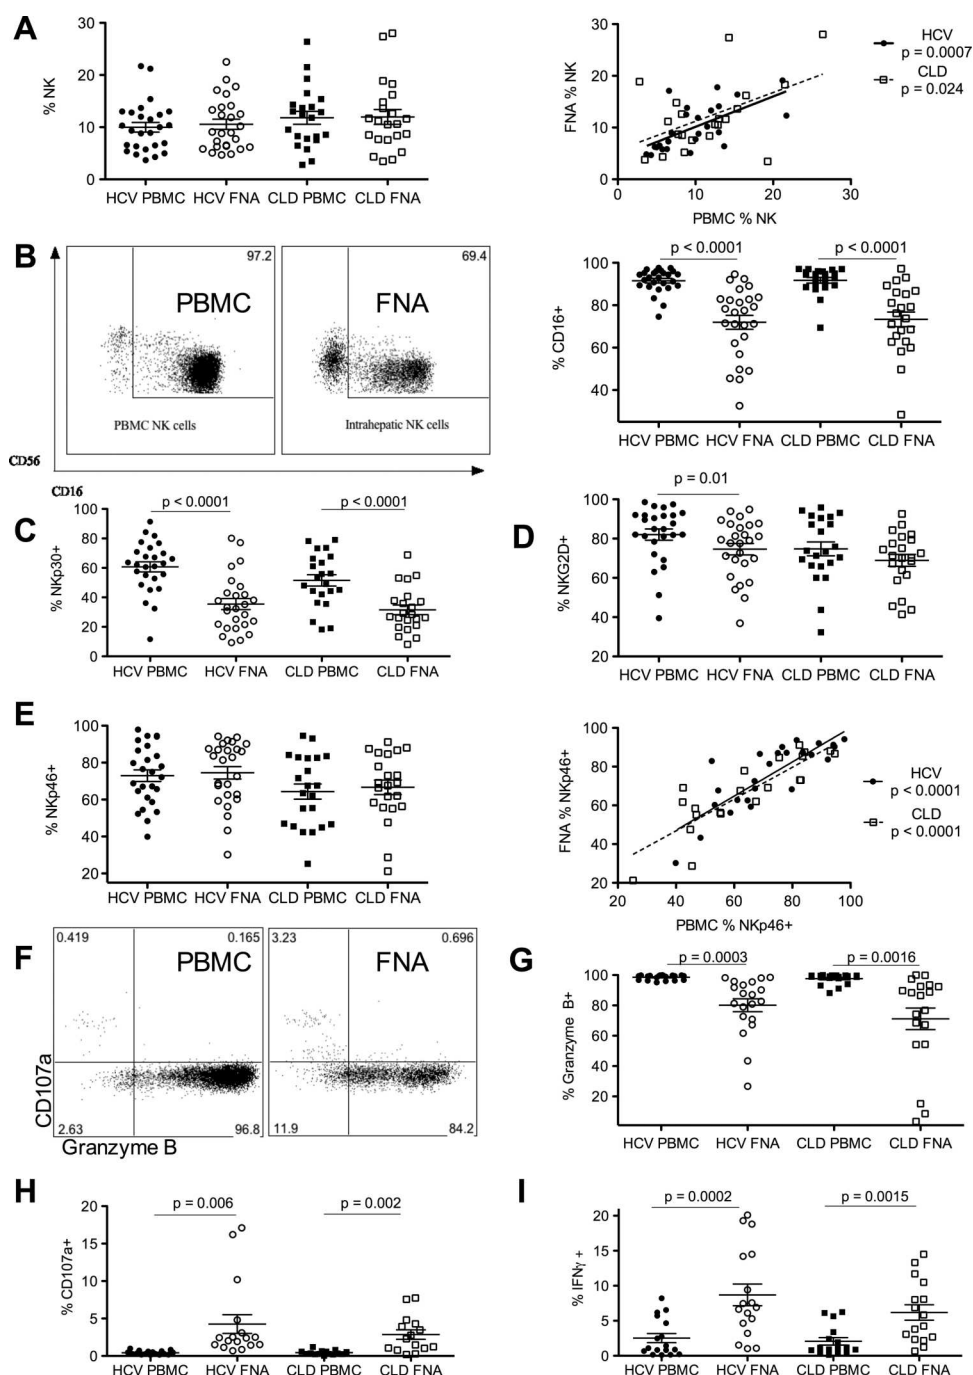 A
30
20
10
0
% NK
HCV PBMC HCV FNA CLD PBMC CLD FNA
40
30
20
10
0
FNA % NK
0 10 20 30
PBMC % NK
HCV
p = 0.0007
CLD
p = 0.024
B
97.2
PBMC
PBMC NK cells
69.4
FNA
Intrahepatic NK cells
CD56
CD16
p < 0.0001
p < 0.0001
100
80
60
40
% CD16+
HCV PBMC HCV FNA CLD PBMC CLD FNA
C
p < 0.0001
p < 0.0001
100
80
60
40
20
0
% NKp30+
HCV PBMC HCV FNA CLD PBMC CLD FNA
D
p = 0.01
100
80
60
40
20
% NKG2D+
HCV PBMC HCV FNA CLD PBMC CLD FNA
E
100
80
60
40
20
% NKp46+
HCV PBMC HCV FNA CLD PBMC CLD FNA
100
80
60
40
20
FNA % NKp46+
20 40 60 80 100
PBMC % NKp46+
HCV
p < 0.0001
CLD
p < 0.0001
F
0.419 0.165
PBMC
2.63 96.8
3.23 0.696
FNA
11.9 84.2
CD107a
Granzyme B
G
p = 0.0003
p = 0.0016
100
80
60
40
20
% Granzyme B+
HCV PBMC HCV FNA CLD PBMC CLD FNA
H
p = 0.006
p = 0.002
20
15
10
5
0
% CD107a+
HCV PBMC HCV FNA CLD PBMC CLD FNA
I
p = 0.0002
p = 0.0015
20
15
10
5
0
% IFNγ +
HCV PBMC HCV FNA CLD PBMC CLD FNA